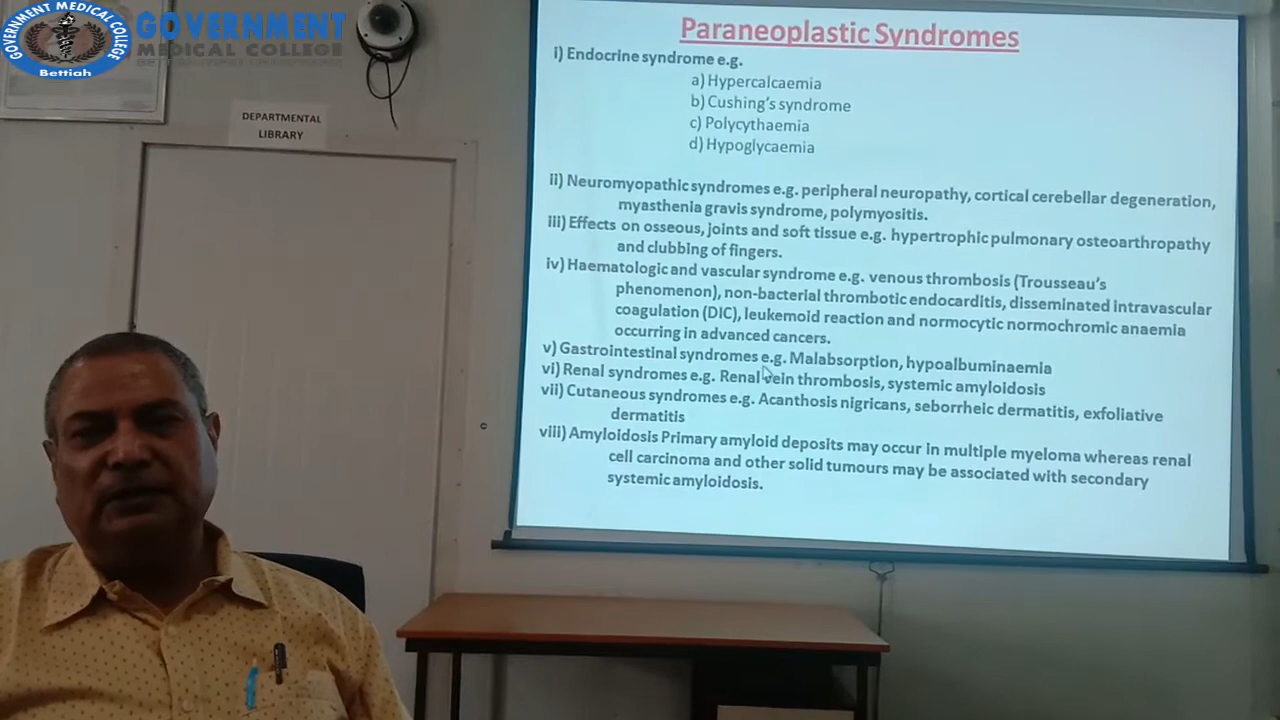 GOVERNMENT MEDICAL COLLEGE
Bettiah
GOVERNMENT
MEDICAL COLLEGE
DEPARTMENTAL
LIBRARY
Paraneoplastic Syndromes
i) Endocrine syndrome e.g.
a) Hypercalcaemia
b) Cushing's syndrome
c) Polycythaemia
d) Hypoglycaemia
ii) Neuromyopathic syndromes e.g. peripheral neuropathy, cortical cerebellar degeneration,
myasthenia gravis syndrome, polymyositis.
iii) Effects on osseous, joints and soft tissue e.g. hypertrophic pulmonary osteoarthropathy
and clubbing of fingers.
iv) Haematologic and vascular syndrome e.g. venous thrombosis (Trousseau's
phenomenon), non-bacterial thrombotic endocarditis, disseminated intravascular
coagulation (DIC), leukemoid reaction and normocytic normochromic anaemia
occurring in advanced cancers.
v) Gastrointestinal syndromes e.g. Malabsorption, hypoalbuminaemia
vi) Renal syndromes e.g. Renal vein thrombosis, systemic amyloidosis
vii) Cutaneous syndromes e.g. Acanthosis nigricans, seborrheic dermatitis, exfoliative
dermatitis
viii) Amyloidosis Primary amyloid deposits may occur in multiple myeloma whereas renal
cell carcinoma and other solid tumours may be associated with secondary
systemic amyloidosis.